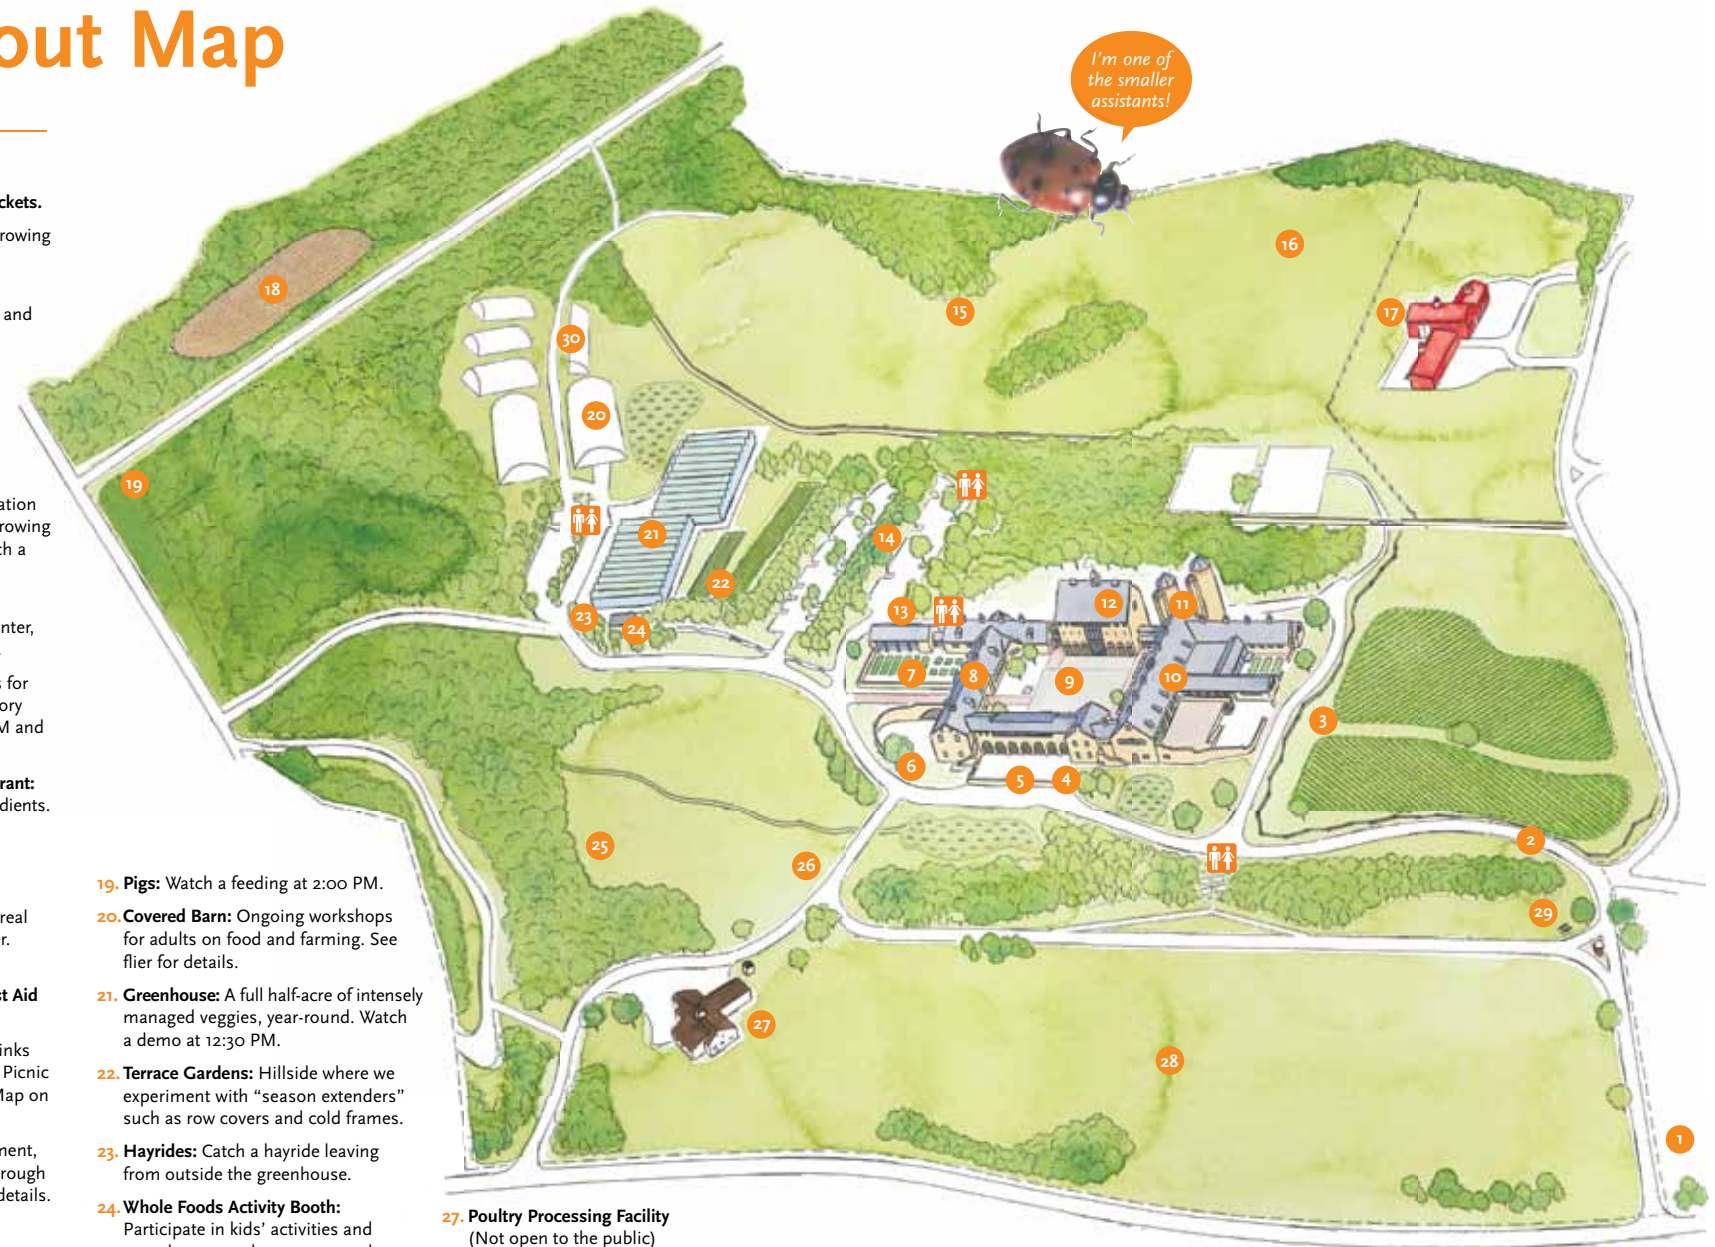 out Map
I'm one of
the smaller
assistants!
ckets.
rowing
and
ation
rowing
ch a
nter,
s for
ory
M and
rant:
dients.
real
r.
st Aid
inks
Picnic
Map on
ment,
rough
details.
19. Pigs: Watch a feeding at 2:00 PM.
20. Covered Barn: Ongoing workshops
for adults on food and farming. See
flier for details.
21. Greenhouse: A full half-acre of intensely
managed veggies, year-round. Watch
a demo at 12:30 PM.
22. Terrace Gardens: Hillside where we
experiment with “season extenders”
such as row covers and cold frames.
23. Hayrides: Catch a hayride leaving
from outside the greenhouse.
24. Whole Foods Activity Booth:
Participate in kids’ activities and
27. Poultry Processing Facility
(Not open to the public)
18
16
15
17
30
20
19
21
14
22
23
24
13
12
11
7
8
9
10
3
6
5
4
25
26
2
29
27
28
1